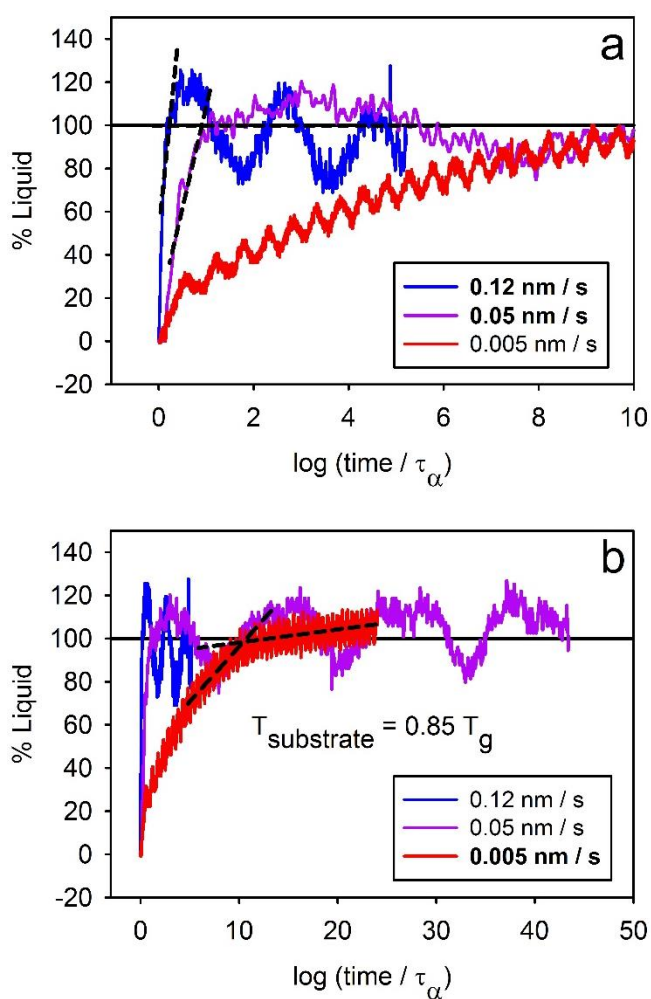 a
140
120
100
80
60
40
20
0
-20
% Liquid
0.12 nm / s
0.05 nm / s
0.005 nm / s
0 2 4 6 8 10
log (time / τα)
b
140
120
100
80
60
40
20
0
-20
% Liquid
Tsubstrate = 0.85 Tg
0.12 nm / s
0.05 nm / s
0.005 nm / s
0 10 20 30 40 50
log (time / τα)